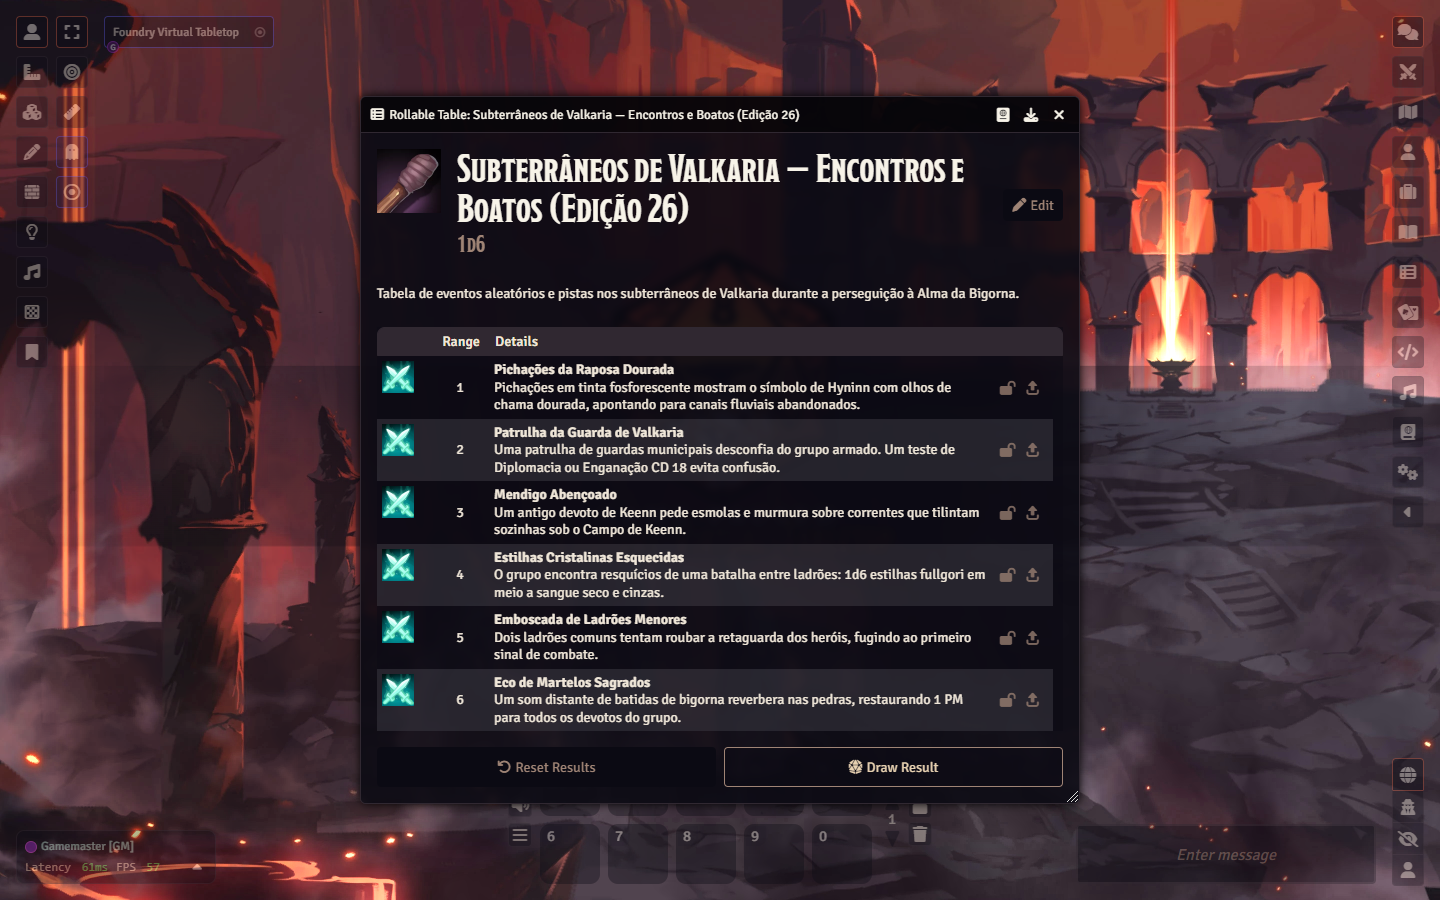 Foundry Virtual Tabletop
G
Rollable Table: Subterrâneos de Valkaria — Encontros e Boatos (Edição 26)
Subterrâneos de Valkaria — Encontros e
Boatos (Edição 26)
1d6
Edit
Tabela de eventos aleatórios e pistas nos subterrâneos de Valkaria durante a perseguição à Alma da Bigorna.
Range Details
Pichações da Raposa Dourada
1
Pichações em tinta fosforescente mostram o símbolo de Hyninn com olhos de
chama dourada, apontando para canais fluviais abandonados.
Patrulha da Guarda de Valkaria
2
Uma patrulha de guardas municipais desconfia do grupo armado. Um teste de
Diplomacia ou Enganação CD 18 evita confusão.
Mendigo Abençoado
3
Um antigo devoto de Keenn pede esmolas e murmura sobre correntes que tilintam
sozinhas sob o Campo de Keenn.
Estilhas Cristalinas Esquecidas
4
O grupo encontra resquícios de uma batalha entre ladrões: 1d6 estilhas fullgori em
meio a sangue seco e cinzas.
Emboscada de Ladrões Menores
5
Dois ladrões comuns tentam roubar a retaguarda dos heróis, fugindo ao primeiro
sinal de combate.
Eco de Martelos Sagrados
6
Um som distante de batidas de bigorna reverbera nas pedras, restaurando 1 PM
para todos os devotos do grupo.
Reset Results
Draw Result
6 7 8 9 0
1
Gamemaster [GM]
Latency 61ms FPS 57
Enter message